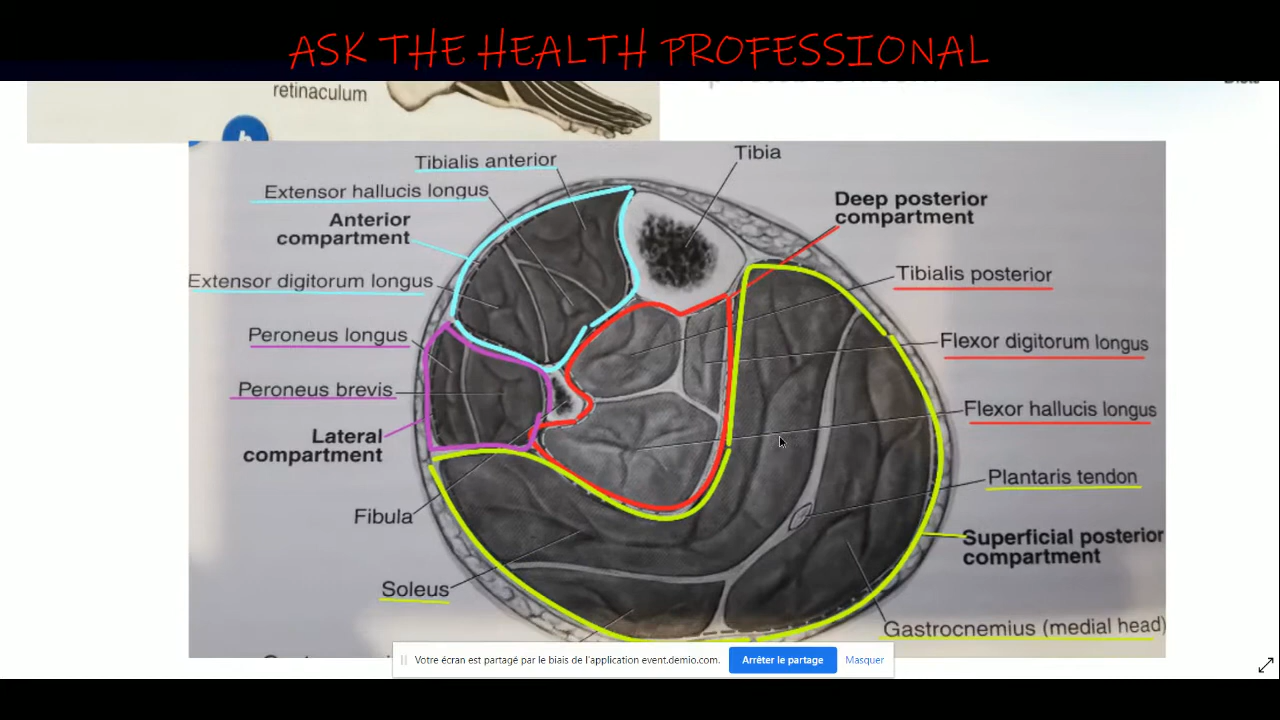 ASK THE HEALTH PROFESSIONAL
retinaculum
b
Tibialis anterior
Tibia
Extensor hallucis longus
Deep posterior
compartment
Anterior
compartment
Tibialis posterior
Extensor digitorum longus
Peroneus longus
Flexor digitorum longus
Peroneus brevis
Flexor hallucis longus
Lateral
compartment
Plantaris tendon
Fibula
Superficial posterior
compartment
Soleus
Gastrocnemius (medial head)
Votre écran est partagé par le biais de l'application event.demio.com.
Arrêter le partage
Masquer